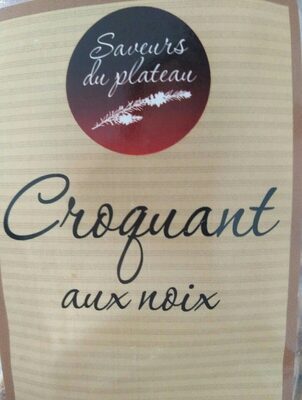 Saveurs
du plateau
Croquant
aux noix